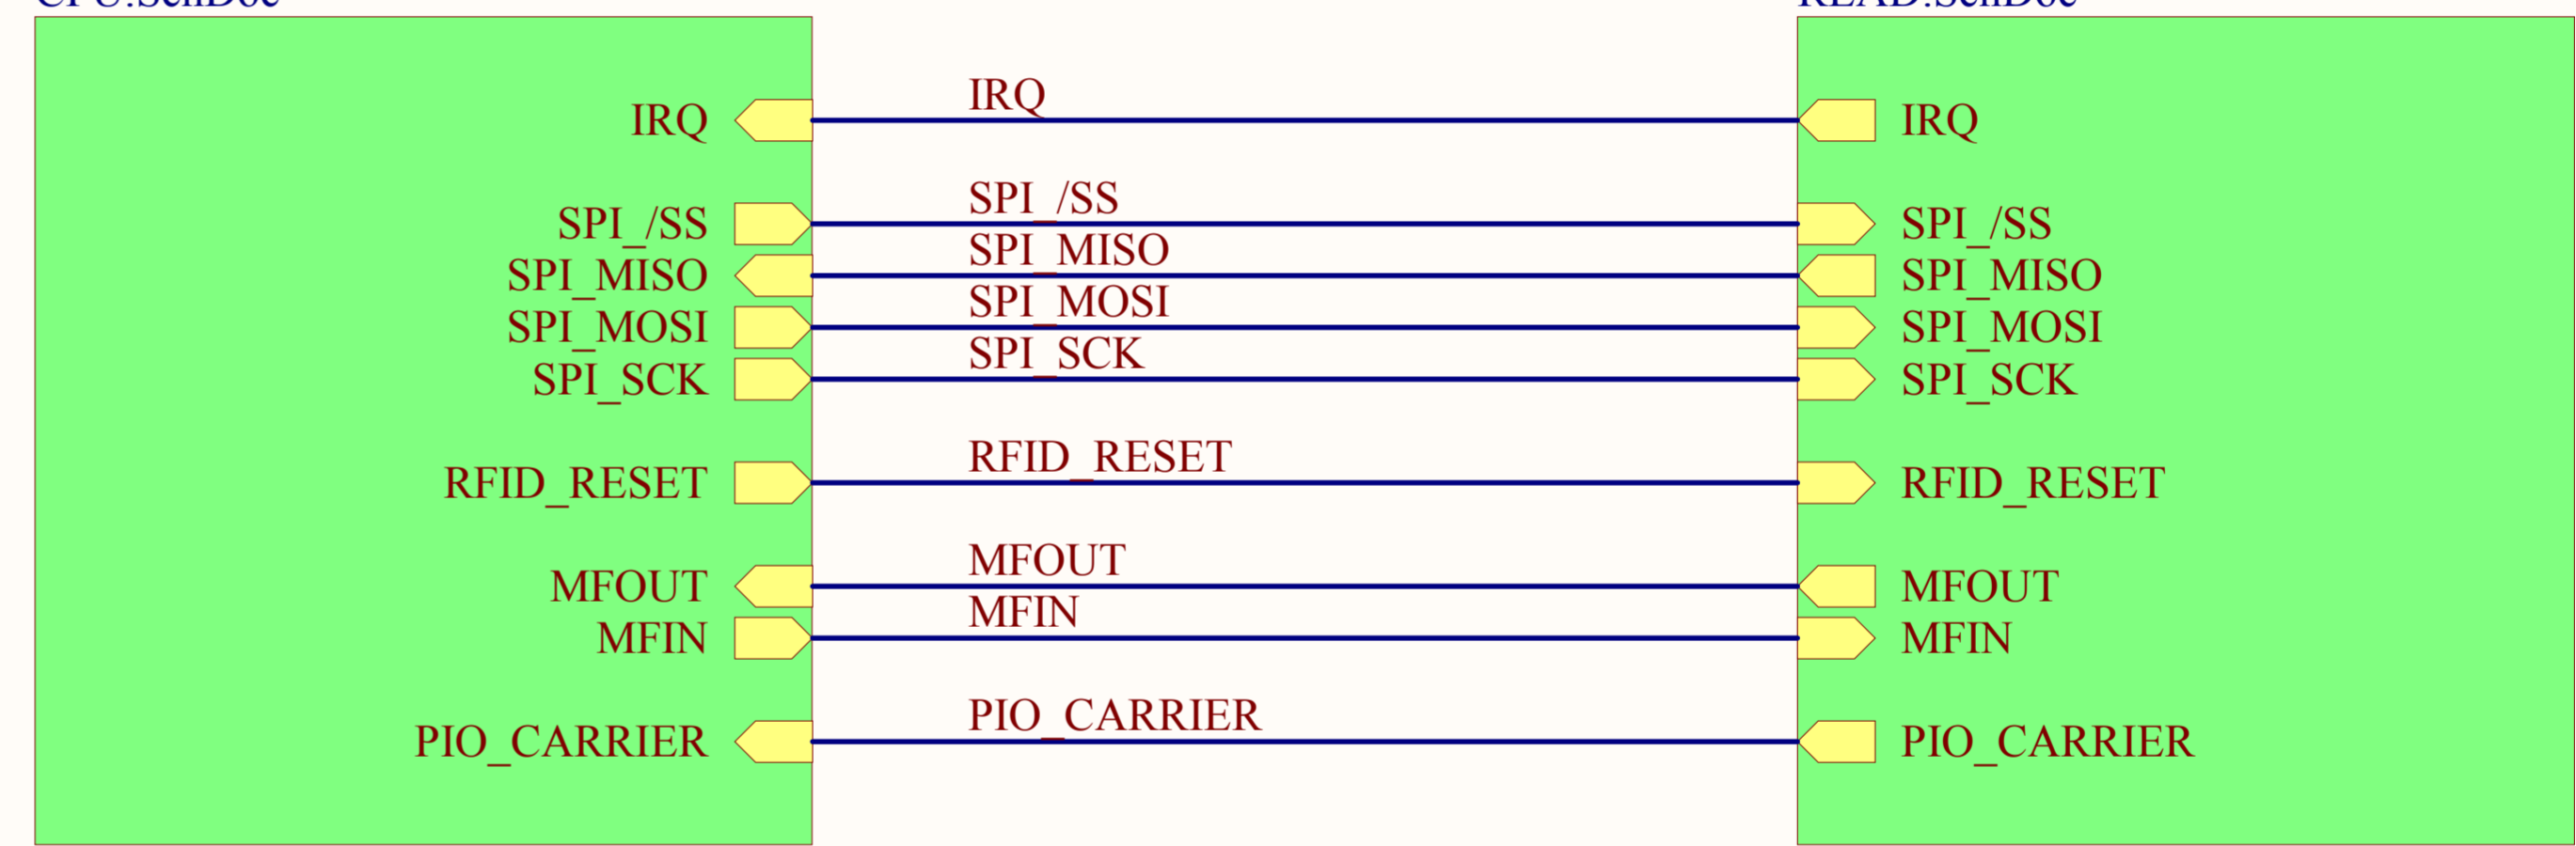 IRQ IRQ IRQ
SPI_/SS SPI_/SS SPI_/SS
SPI_MISO SPI_MISO SPI_MISO
SPI_MOSI SPI_MOSI SPI_MOSI
SPI_SCK SPI_SCK SPI_SCK
RFID_RESET RFID_RESET RFID_RESET
MFOUT MFOUT MFOUT
MFIN MFIN MFIN
PIO_CARRIER PIO_CARRIER PIO_CARRIER